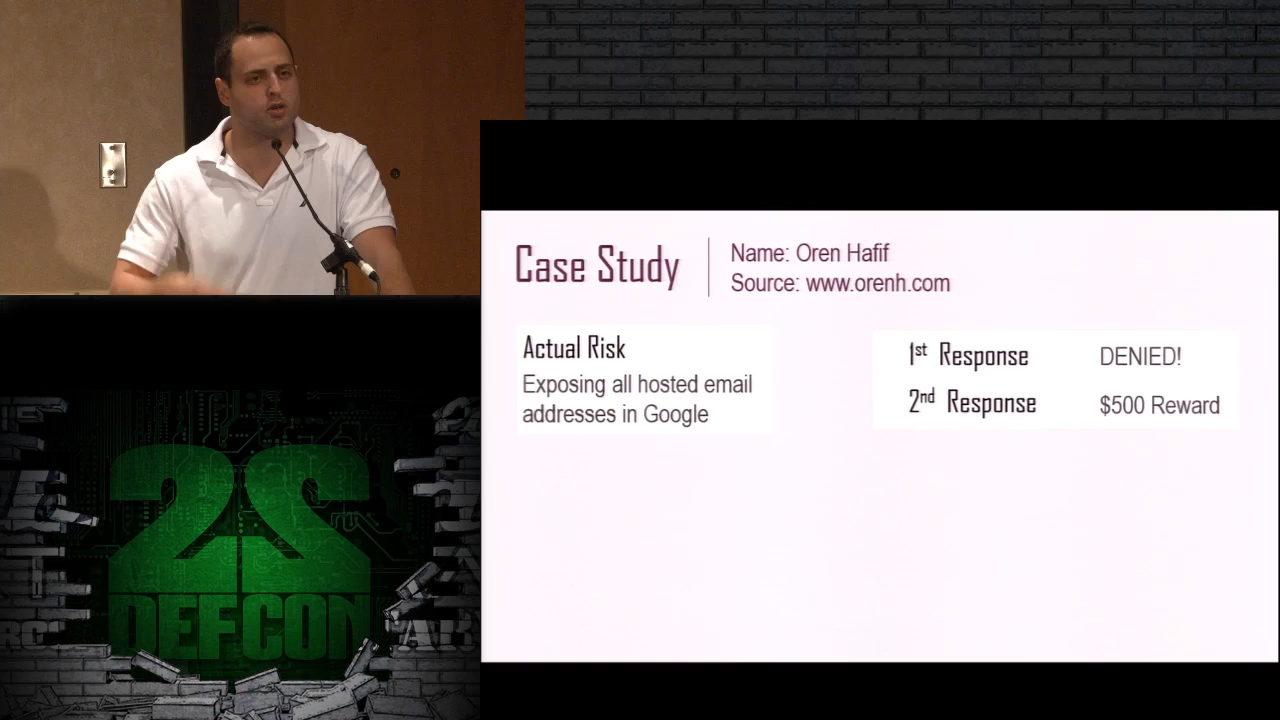 Case Study
Name: Oren Hafif
Source: www.orenh.com
Actual Risk
Exposing all hosted email
addresses in Google
1st Response DENIED!
2nd Response $500 Reward
22
DEFCON